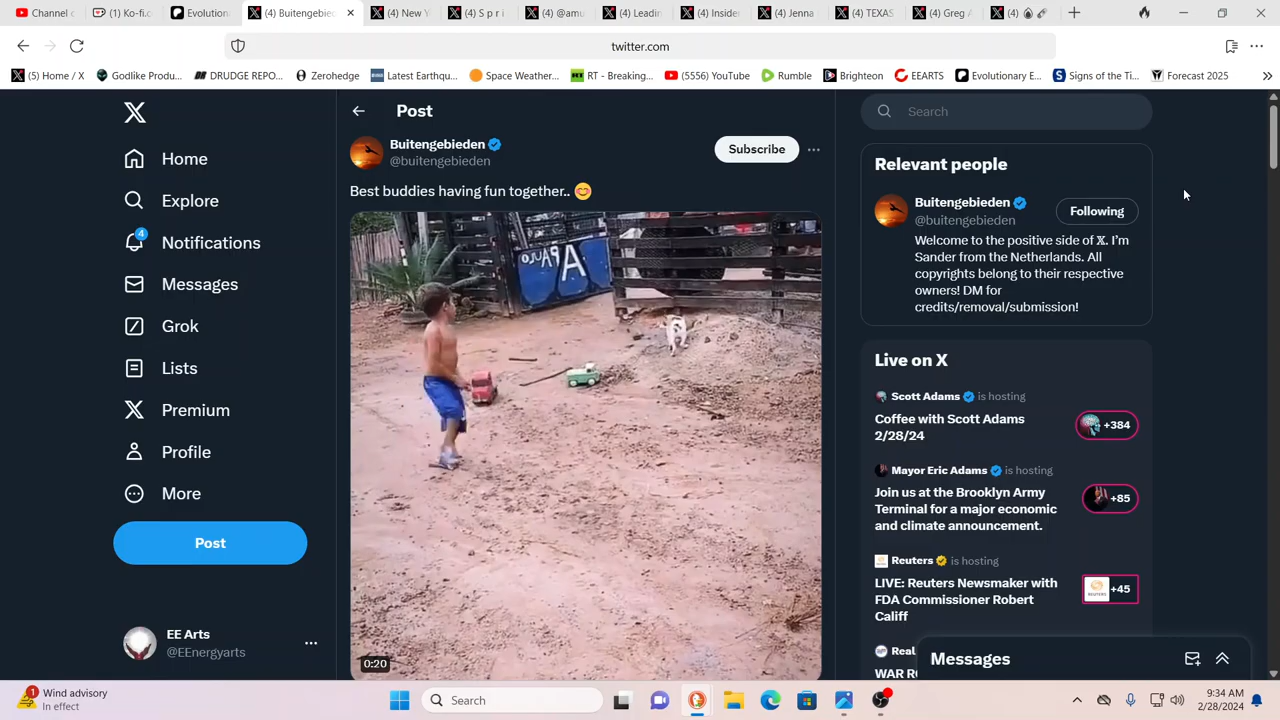 Channel c
(1) Ko-fi.c
Evolution
(4) Buitengebied
(4) New Y
(4) S p r i
(4) @amu
(4) Leadin
(4) Insider
(4) Jenna
(4) TEXAS
(4) Greg A
(4)
twitter.com
(5) Home / X
Godlike Produ...
DRUDGE REPO...
Zerohedge
Latest Earthqu...
Space Weather...
RT - Breaking...
(5556) YouTube
Rumble
Brighteon
EEARTS
Evolutionary E...
Signs of the Ti...
Forecast 2025
Home
Explore
4
Notifications
Messages
Grok
Lists
Premium
Profile
More
Post
EE Arts
@EEnergyarts
Post
Buitengebieden
@buitengebieden
Subscribe
Best buddies having fun together.. 😊
0:20
Search
Relevant people
Buitengebieden
@buitengebieden
Following
Welcome to the positive side of 𝕏. I'm
Sander from the Netherlands. All
copyrights belong to their respective
owners! DM for
credits/removal/submission!
Live on X
Scott Adams is hosting
Coffee with Scott Adams
2/28/24
+384
Mayor Eric Adams is hosting
Join us at the Brooklyn Army
Terminal for a major economic
and climate announcement.
+85
Reuters is hosting
LIVE: Reuters Newsmaker with
FDA Commissioner Robert
Califf
+45
REUTERS
Real
WAR R
Messages
1
Wind advisory
In effect
Search
9:34 AM
2/28/2024